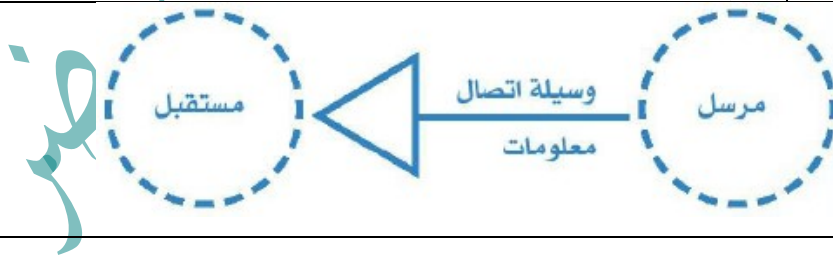 مرسل
وسيلة اتصال
معلومات
مستقبل